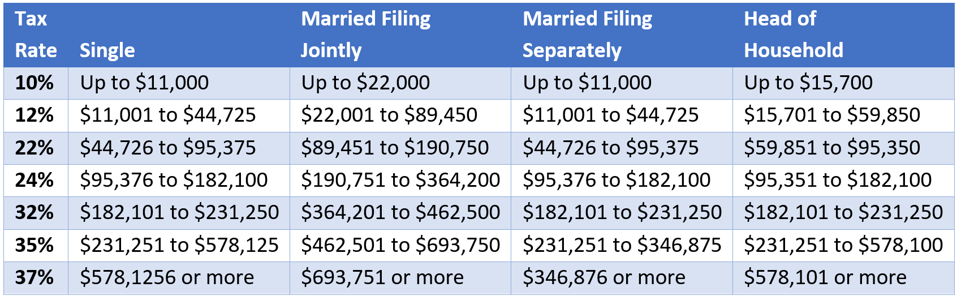 Tax Rate Single Married Filing Jointly Married Filing Separately Head of Household
10% Up to $11,000 Up to $22,000 Up to $11,000 Up to $15,700
12% $11,001 to $44,725 $22,001 to $89,450 $11,001 to $44,725 $15,701 to $59,850
22% $44,726 to $95,375 $89,451 to $190,750 $44,726 to $95,375 $59,851 to $95,350
24% $95,376 to $182,100 $190,751 to $364,200 $95,376 to $182,100 $95,351 to $182,100
32% $182,101 to $231,250 $364,201 to $462,500 $182,101 to $231,250 $182,101 to $231,250
35% $231,251 to $578,125 $462,501 to $693,750 $231,251 to $346,875 $231,251 to $578,100
37% $578,1256 or more $693,751 or more $346,876 or more $578,101 or more